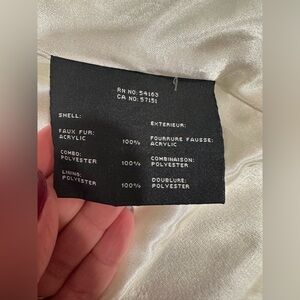 RN NO: 54163
CA NO: 57151
SHELL: EXTERIEUR:
FAUX FUR: FOURRURE FAUSSE:
ACRYLIC 100% ACRYLIC
COMBO: COMBINAISON:
POLYESTER 100% POLYESTER
LINING: DOUBLURE:
POLYESTER 100% POLYESTER